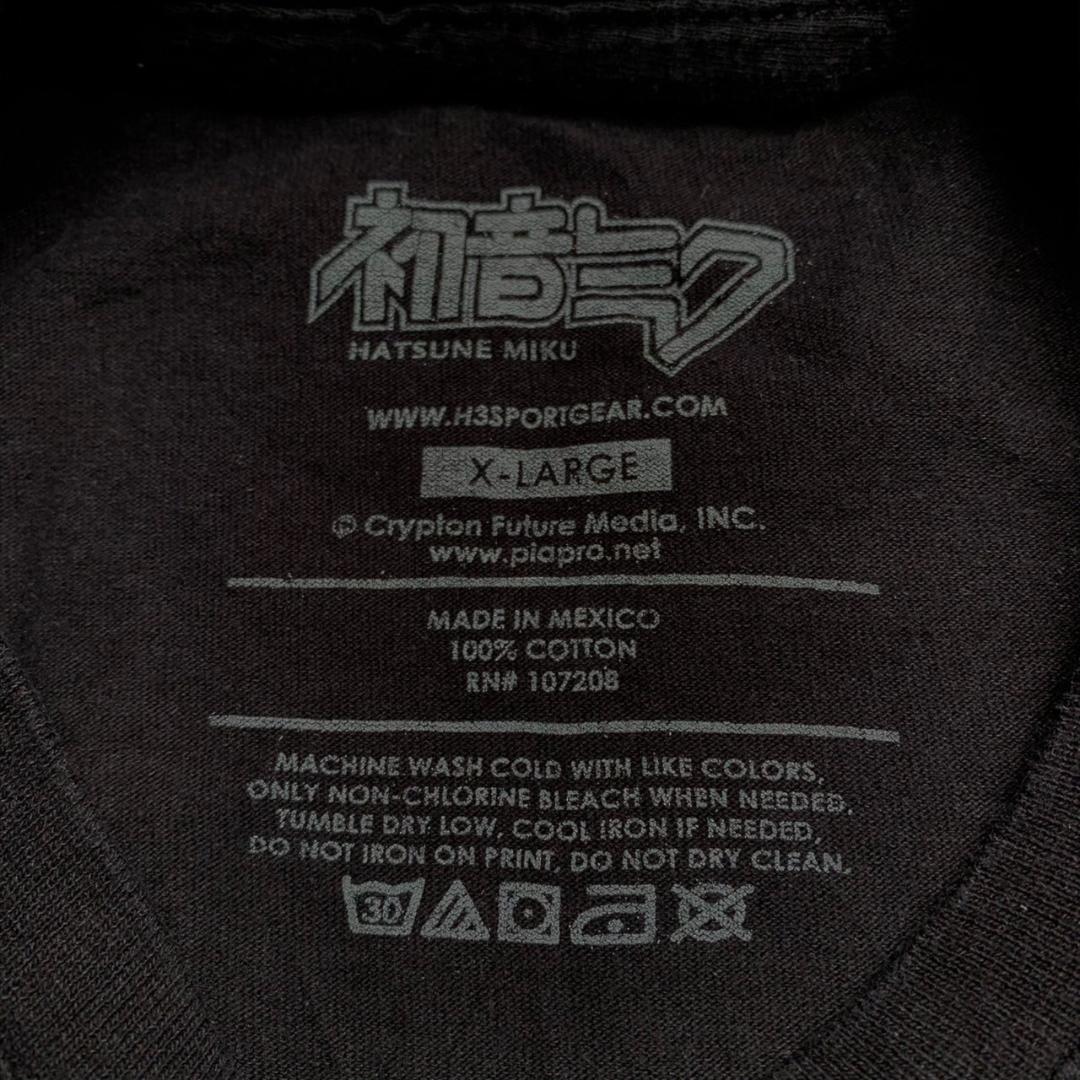 初音ミク
HATSUNE MIKU
WWW.H3SPORTGEAR.COM
X-LARGE
© Crypton Future Media, INC.
www.piapro.net
MADE IN MEXICO
100% COTTON
RN# 107208
MACHINE WASH COLD WITH LIKE COLORS,
ONLY NON-CHLORINE BLEACH WHEN NEEDED,
TUMBLE DRY LOW, COOL IRON IF NEEDED,
DO NOT IRON ON PRINT, DO NOT DRY CLEAN.
30